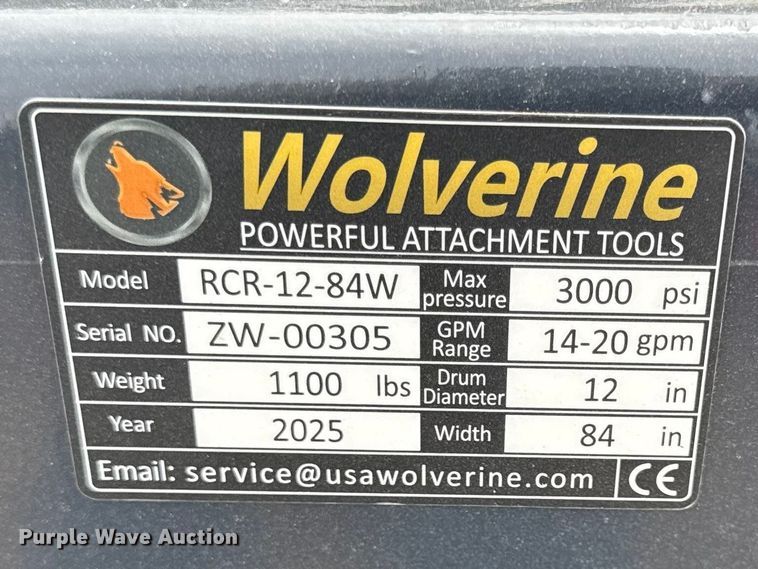 Wolverine
POWERFUL ATTACHMENT TOOLS
Model RCR-12-84W Max pressure 3000 psi
Serial NO. ZW-00305 GPM Range 14-20 gpm
Weight 1100 lbs Drum Diameter 12 in
Year 2025 Width 84 in
Email: service@usawolverine.com CE
Purple Wave Auction